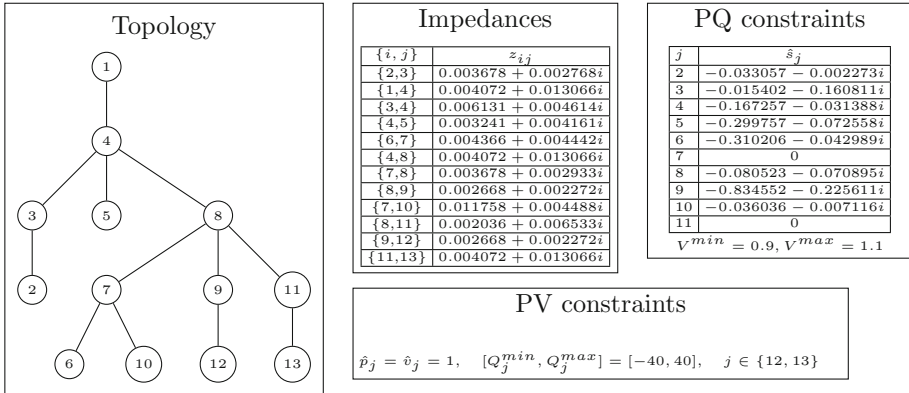 Topology
1
4
3 5 8
2 7 9 11
6 10 12 13
Impedances
{i, j} z_{ij}
{2,3} 0.003678 + 0.002768i
{1,4} 0.004072 + 0.013066i
{3,4} 0.006131 + 0.004614i
{4,5} 0.003241 + 0.004161i
{6,7} 0.004366 + 0.004442i
{4,8} 0.004072 + 0.013066i
{7,8} 0.003678 + 0.002933i
{8,9} 0.002668 + 0.002272i
{7,10} 0.011758 + 0.004488i
{8,11} 0.002036 + 0.006533i
{9,12} 0.002668 + 0.002272i
{11,13} 0.004072 + 0.013066i
PQ constraints
j ŝ_j
2 −0.033057 − 0.002273i
3 −0.015402 − 0.160811i
4 −0.167257 − 0.031388i
5 −0.299757 − 0.072558i
6 −0.310206 − 0.042989i
7 0
8 −0.080523 − 0.070895i
9 −0.834552 − 0.225611i
10 −0.036036 − 0.007116i
11 0
V^{min} = 0.9, V^{max} = 1.1
PV constraints
p̂_j = v̂_j = 1, [Q_j^{min}, Q_j^{max}] = [−40, 40], j ∈ {12, 13}